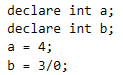 declare int a;
declare int b;
a = 4;
b = 3/0;